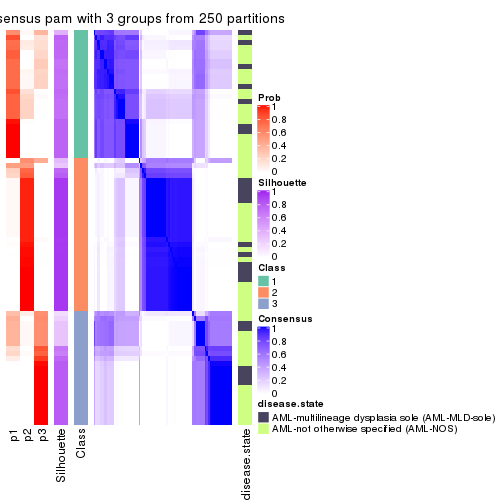 sensus pam with 3 groups from 250 partitions
Prob
1
0.8
0.6
0.4
0.2
0
Silhouette
1
0.8
0.6
0.4
0.2
0
Class
1
2
3
Consensus
1
0.8
0.6
0.4
0.2
0
disease.state
AML-multilineage dysplasia sole (AML-MLD-sole)
AML-not otherwise specified (AML-NOS)
p1
p2
p3
Silhouette
Class
disease.state